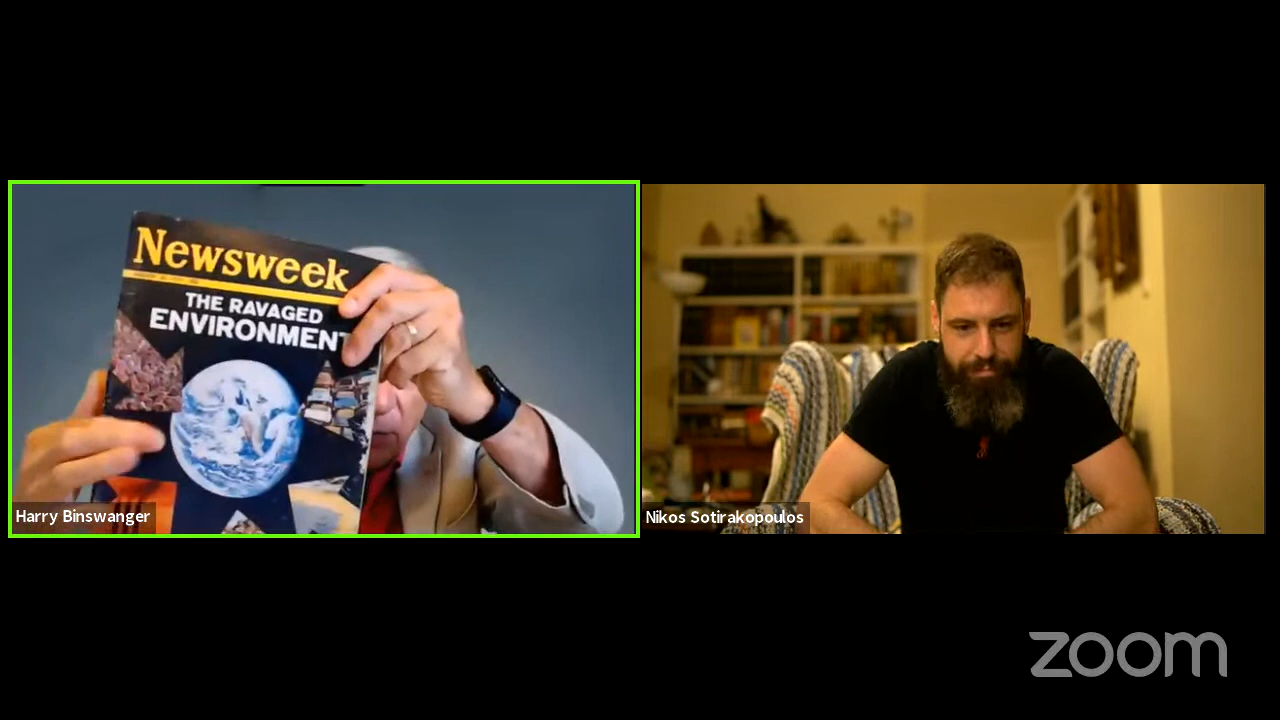 Newsweek
THE RAVAGED
ENVIRONMENT
Harry Binswanger
Nikos Sotirakopoulos
zoom